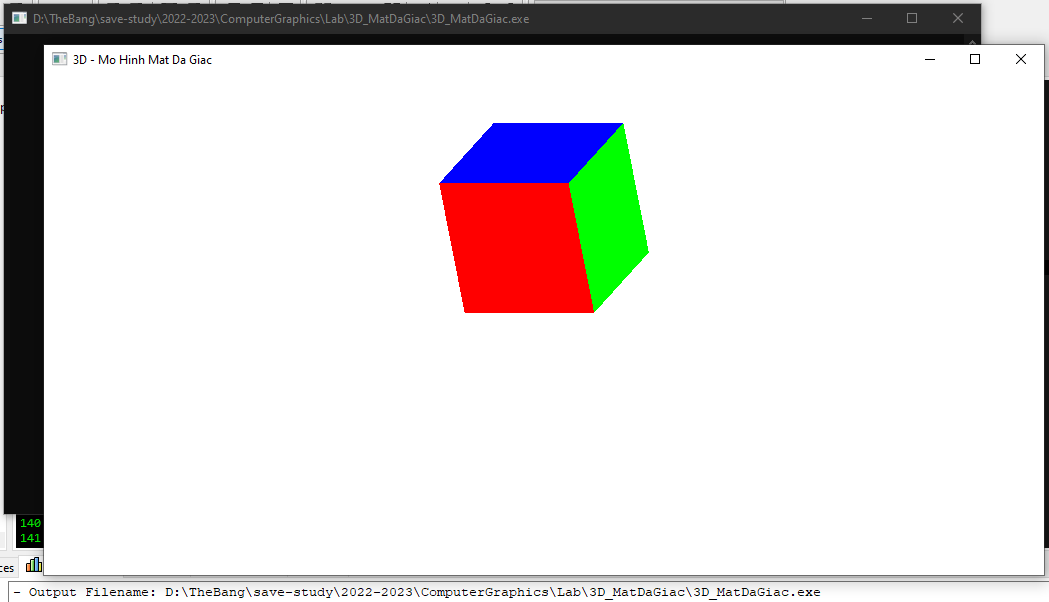 D:\TheBang\save-study\2022-2023\ComputerGraphics\Lab\3D_MatDaGiac\3D_MatDaGiac.exe
3D - Mo Hinh Mat Da Giac
140
141
ces
- Output Filename: D:\TheBang\save-study\2022-2023\ComputerGraphics\Lab\3D_MatDaGiac\3D_MatDaGiac.exe